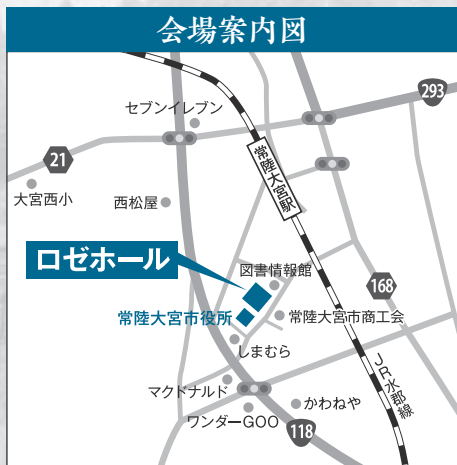 会場案内図
293
セブンイレブン
21
常陸大宮駅
大宮西小
西松屋
ロゼホール
図書情報館
168
常陸大宮市役所
常陸大宮市商工会
しまむら
JR水郡線
マクドナルド
かわねや
ワンダーGOO
118